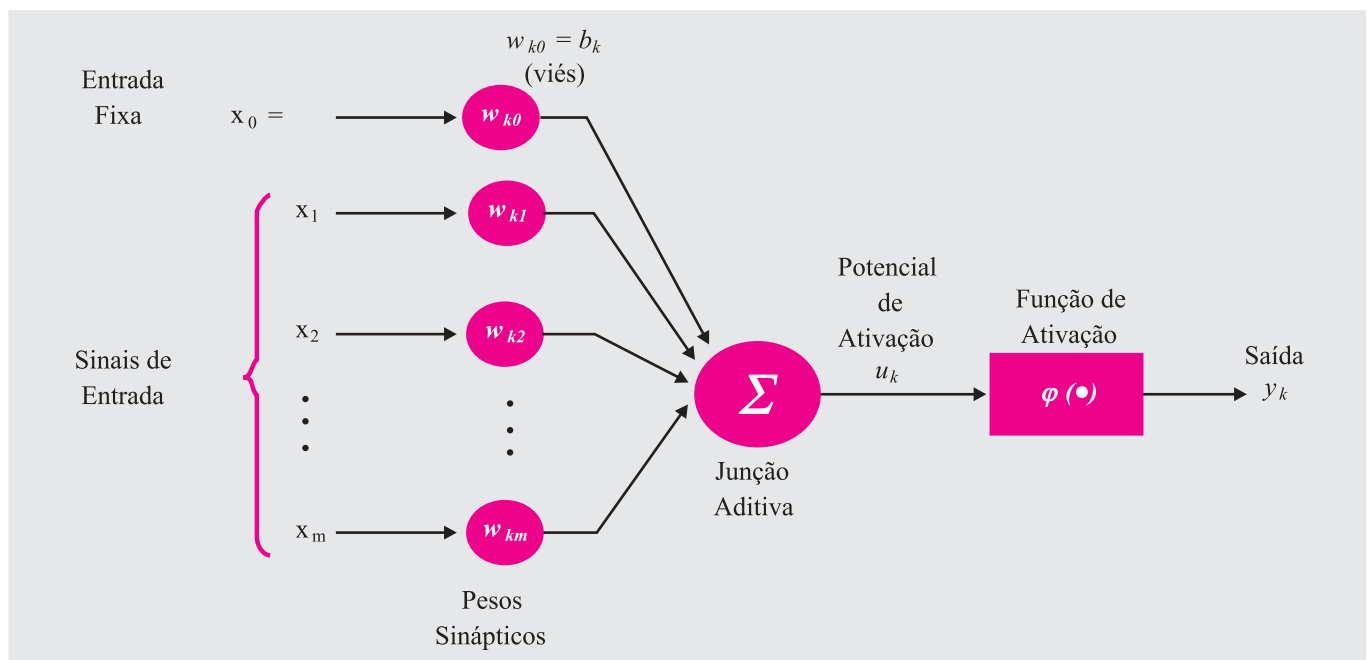 w k0 = b k
(viés)
Entrada
Fixa
x 0 =
w k0
x 1
w k1
x 2
w k2
Sinais de
Entrada
x m
w km
Pesos
Sinápticos
Σ
Junção
Aditiva
Potencial
de
Ativação
u k
Função de
Ativação
φ (•)
Saída
y k